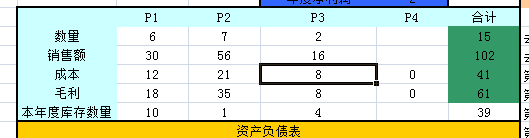 P1 P2 P3 P4 合计
数量 6 7 2 15
销售额 30 56 16 102
成本 12 21 8 0 41
毛利 18 35 8 0 61
本年度库存数量 10 1 4 39
资产负债表